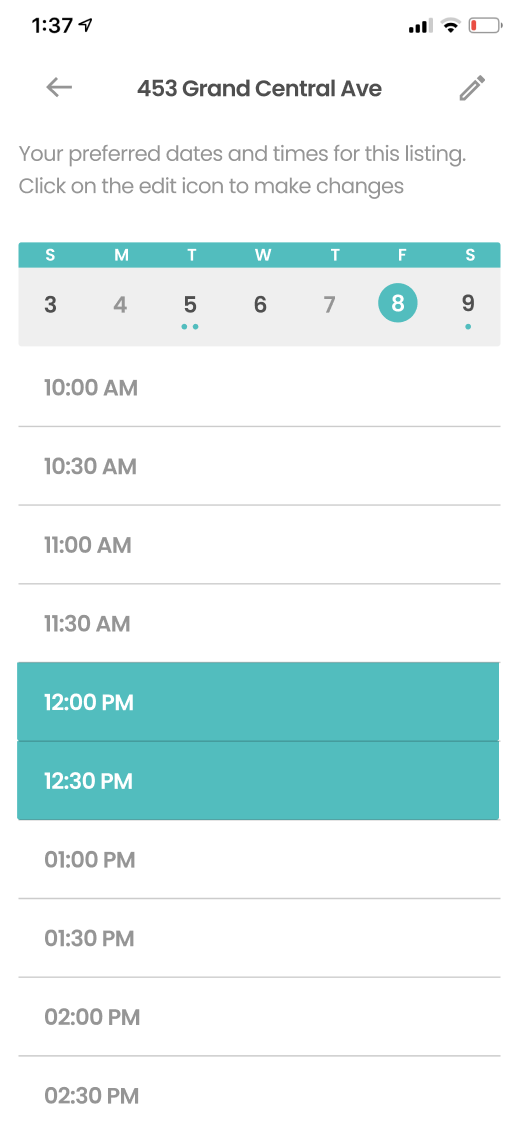 1:37
453 Grand Central Ave
Your preferred dates and times for this listing.
Click on the edit icon to make changes
S M T W T F S
3 4 5 6 7 8 9
10:00 AM
10:30 AM
11:00 AM
11:30 AM
12:00 PM
12:30 PM
01:00 PM
01:30 PM
02:00 PM
02:30 PM